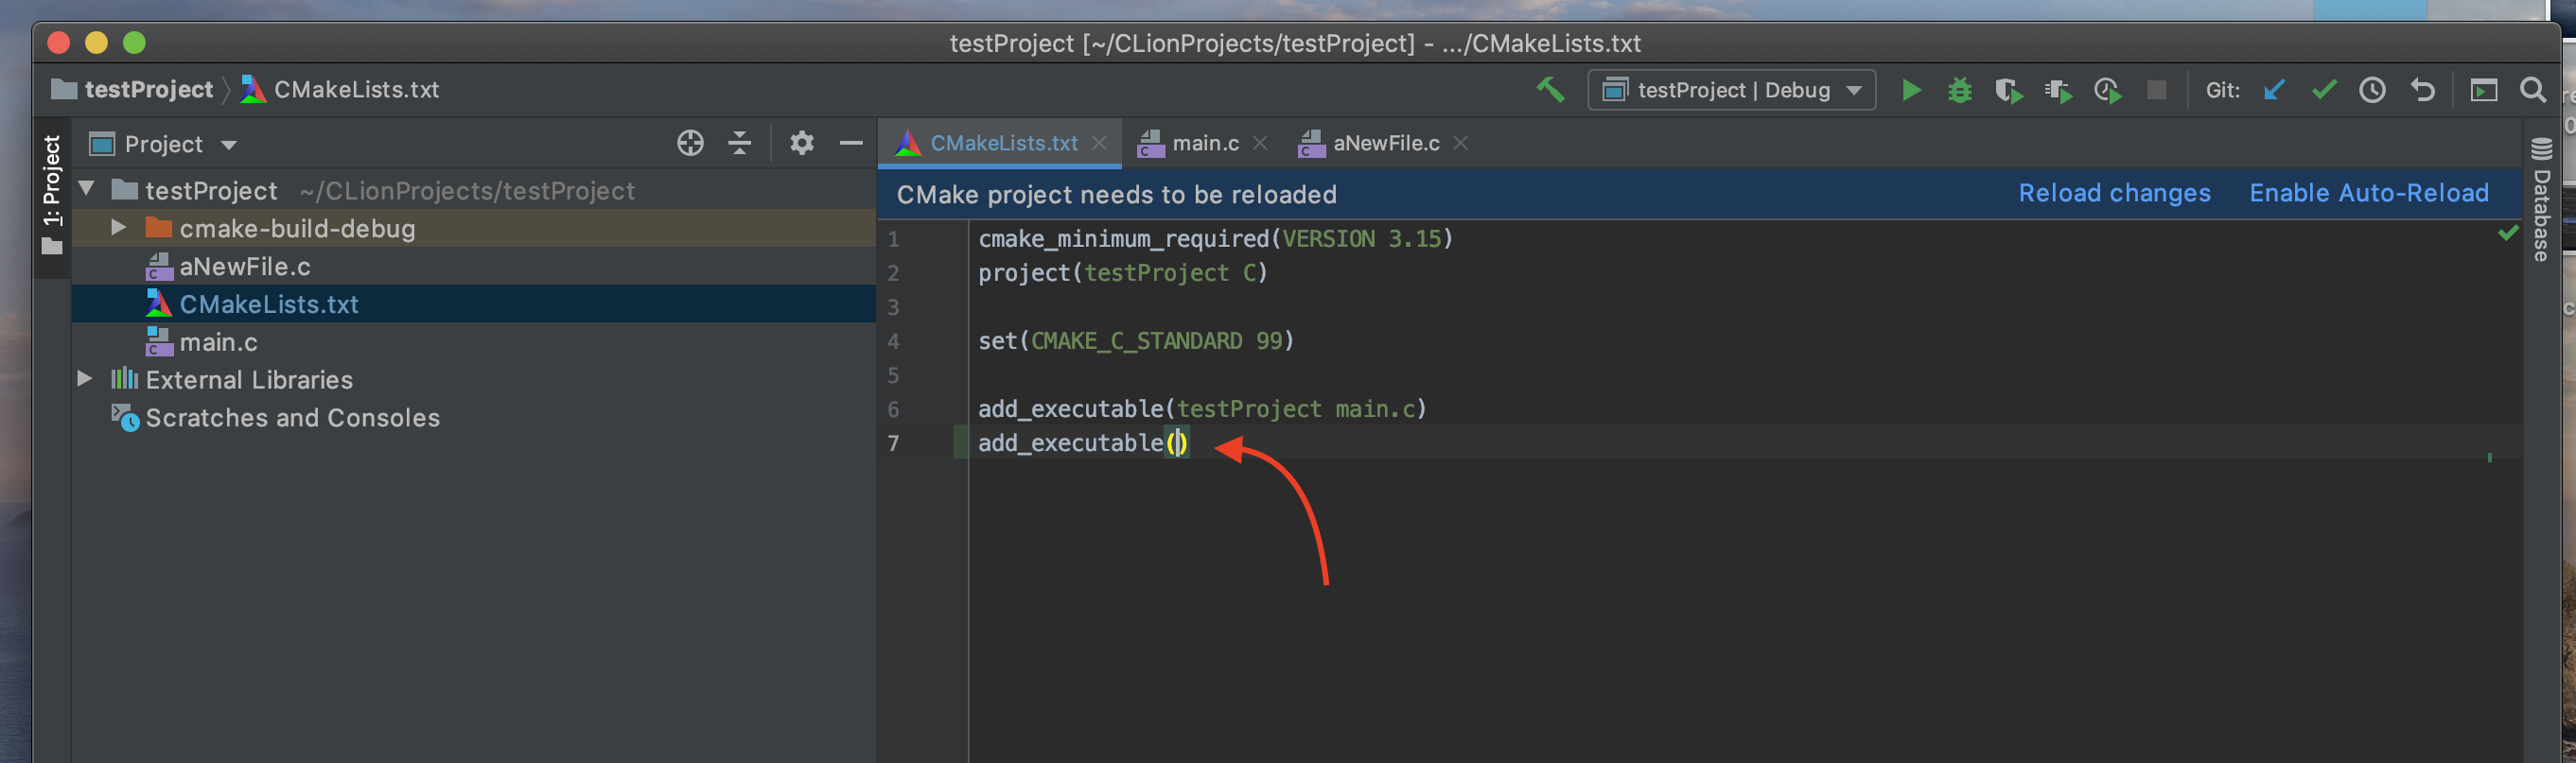 testProject [~/CLionProjects/testProject] - .../CMakeLists.txt
testProject CMakeLists.txt
testProject | Debug
Git:
1: Project
Project
CMakeLists.txt
main.c
aNewFile.c
Database
testProject ~/CLionProjects/testProject
cmake-build-debug
aNewFile.c
CMakeLists.txt
main.c
External Libraries
Scratches and Consoles
CMake project needs to be reloaded
Reload changes
Enable Auto-Reload
1 cmake_minimum_required(VERSION 3.15)
2 project(testProject C)
3
4 set(CMAKE_C_STANDARD 99)
5
6 add_executable(testProject main.c)
7 add_executable()